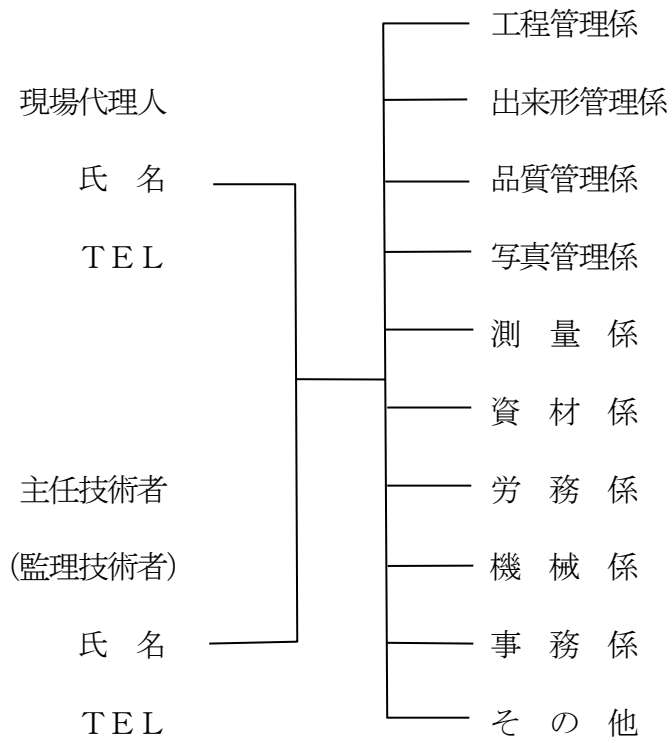 現場代理人
氏　名
ＴＥＬ
主任技術者
(監理技術者)
氏　名
ＴＥＬ
工程管理係
出来形管理係
品質管理係
写真管理係
測　量　係
資　材　係
労　務　係
機　械　係
事　務　係
そ　の　他